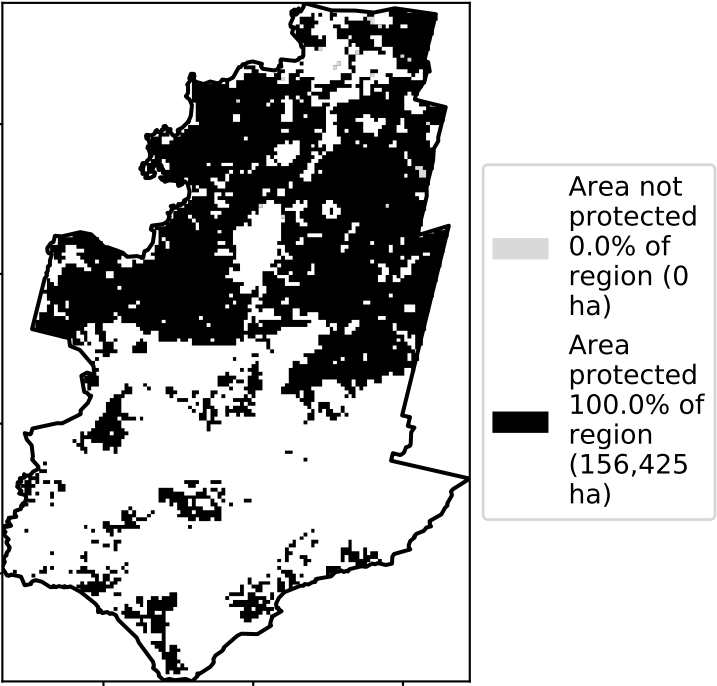 Area not
protected
0.0% of
region (0
ha)
Area
protected
100.0% of
region
(156,425
ha)